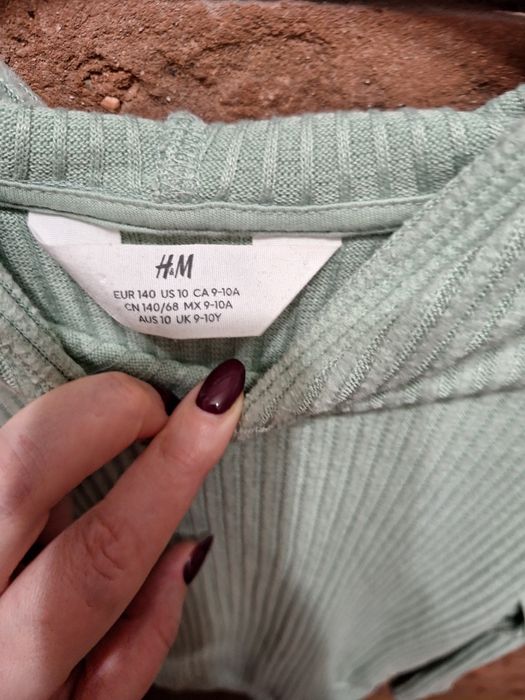 H&M
EUR 140 US 10 CA 9-10A
CN 140/68 MX 9-10A
AUS 10 UK 9-10Y